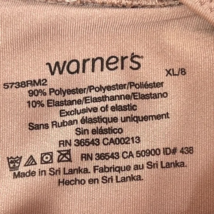 warner's
5738RM2 XL/8
90% Polyester/Polyester/Poliéster
10% Elastane/Elasthanne/Elastano
Exclusive of elastic
Sans Ruban élastique uniquement
Sin elástico
RN 36543 CA00213
RN 36543 CA 50900 ID# 436
Made in Sri Lanka. Fabrique au Sri Lanka.
Hecho en Sri Lanka.